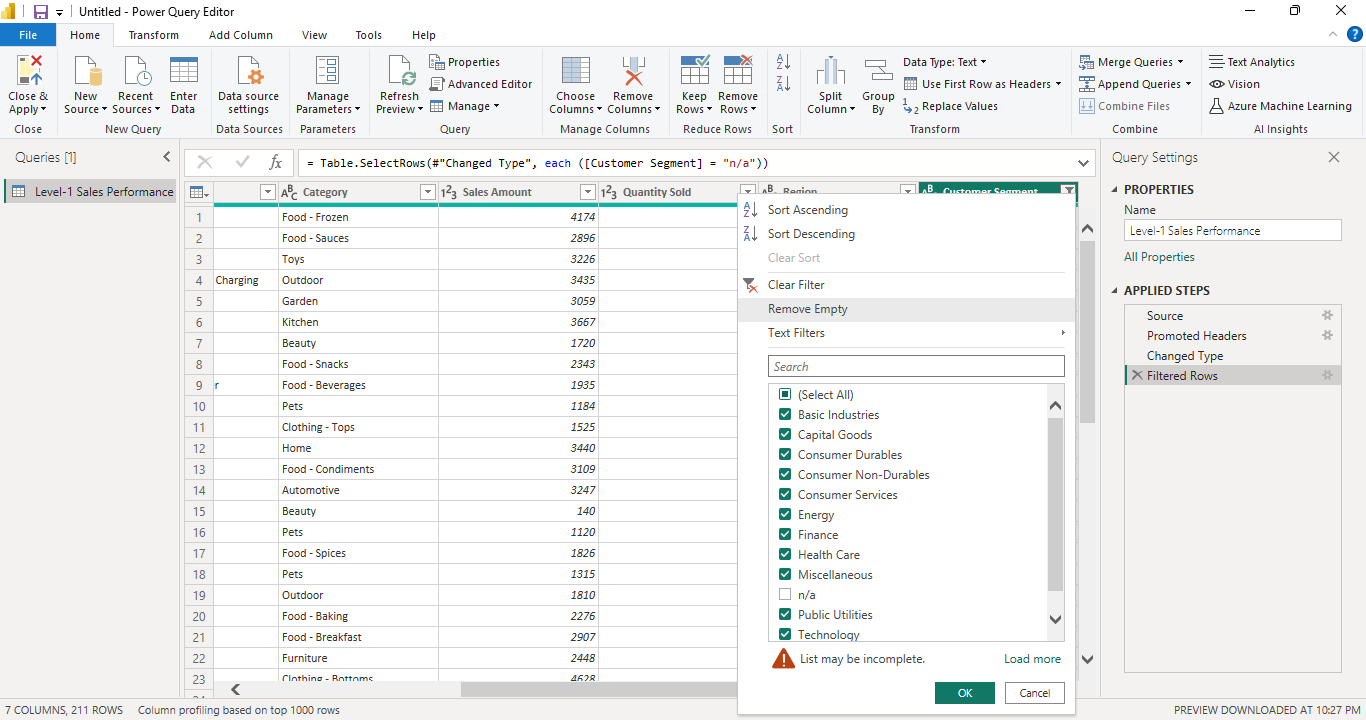 Untitled - Power Query Editor
File Home Transform Add Column View Tools Help
Close & Apply
Close
New Source
Recent Sources
Enter Data
New Query
Data source settings
Data Sources
Manage Parameters
Parameters
Refresh Preview
Properties
Advanced Editor
Manage
Query
Choose Columns
Remove Columns
Manage Columns
Keep Rows
Remove Rows
Reduce Rows
Sort
Split Column
Group By
Data Type: Text
Use First Row as Headers
Replace Values
Transform
Merge Queries
Append Queries
Combine Files
Combine
Text Analytics
Vision
Azure Machine Learning
AI Insights
Queries [1]
Level-1 Sales Performance
fx
= Table.SelectRows(#"Changed Type", each ([Customer Segment] = "n/a"))
Category Sales Amount Quantity Sold Region Customer Segment
1 Food - Frozen 4174
2 Food - Sauces 2896
3 Toys 3226
4 Charging Outdoor 3435
5 Garden 3059
6 Kitchen 3667
7 Beauty 1720
8 Food - Snacks 2343
9 r Food - Beverages 1935
10 Pets 1184
11 Clothing - Tops 1525
12 Home 3440
13 Food - Condiments 3109
14 Automotive 3247
15 Beauty 140
16 Pets 1120
17 Food - Spices 1826
18 Pets 1315
19 Outdoor 1810
20 Food - Baking 2276
21 Food - Breakfast 2907
22 Furniture 2448
23 Clothing - Bottoms 4628
24
Sort Ascending
Sort Descending
Clear Sort
Clear Filter
Remove Empty
Text Filters
Search
(Select All)
Basic Industries
Capital Goods
Consumer Durables
Consumer Non-Durables
Consumer Services
Energy
Finance
Health Care
Miscellaneous
n/a
Public Utilities
Technology
List may be incomplete. Load more
OK Cancel
Query Settings
PROPERTIES
Name
Level-1 Sales Performance
All Properties
APPLIED STEPS
Source
Promoted Headers
Changed Type
Filtered Rows
7 COLUMNS, 211 ROWS Column profiling based on top 1000 rows
PREVIEW DOWNLOADED AT 10:27 PM